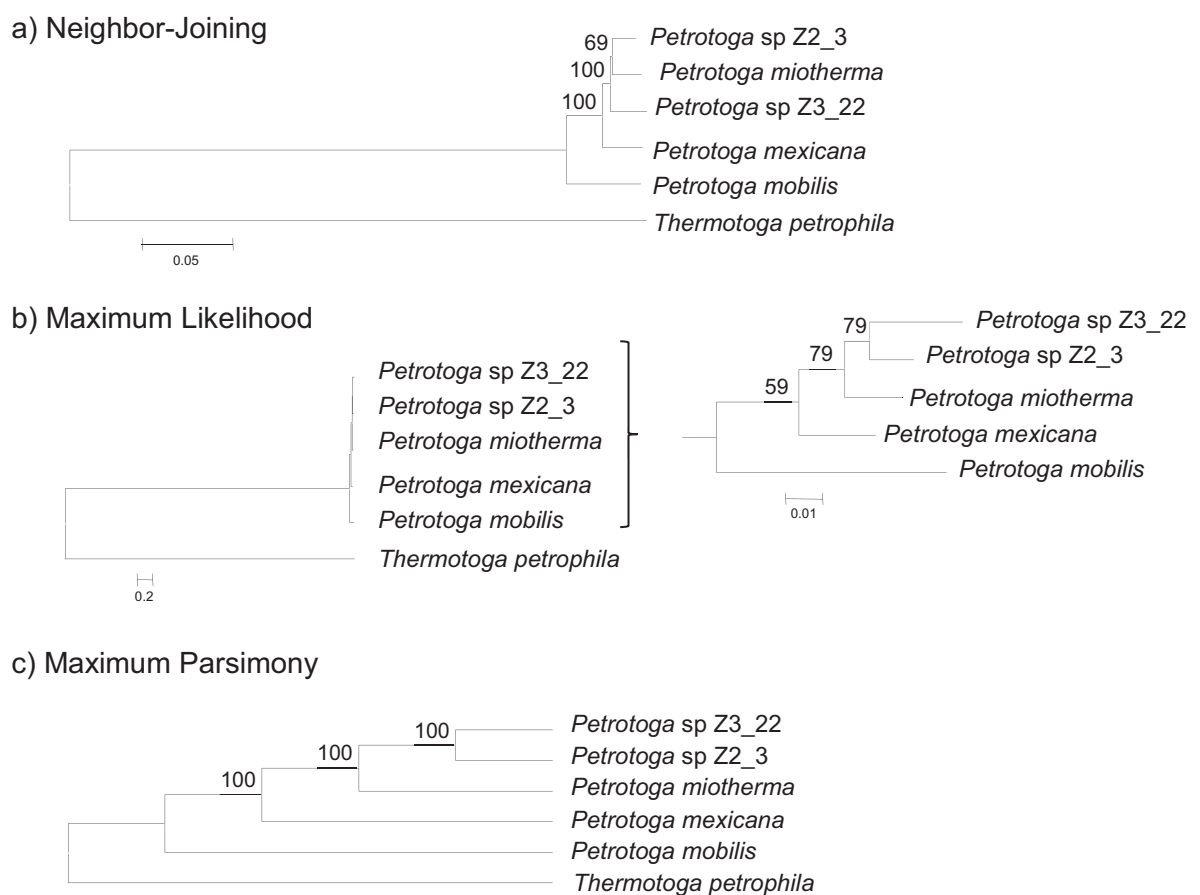 a) Neighbor-Joining
69
Petrotoga sp Z2_3
100
Petrotoga miotherma
100
Petrotoga sp Z3_22
Petrotoga mexicana
Petrotoga mobilis
Thermotoga petrophila
0.05
b) Maximum Likelihood
Petrotoga sp Z3_22
Petrotoga sp Z2_3
Petrotoga miotherma
Petrotoga mexicana
Petrotoga mobilis
Thermotoga petrophila
0.2
79
Petrotoga sp Z3_22
79
Petrotoga sp Z2_3
59
Petrotoga miotherma
Petrotoga mexicana
Petrotoga mobilis
0.01
c) Maximum Parsimony
100
Petrotoga sp Z3_22
100
Petrotoga sp Z2_3
100
Petrotoga miotherma
Petrotoga mexicana
Petrotoga mobilis
Thermotoga petrophila